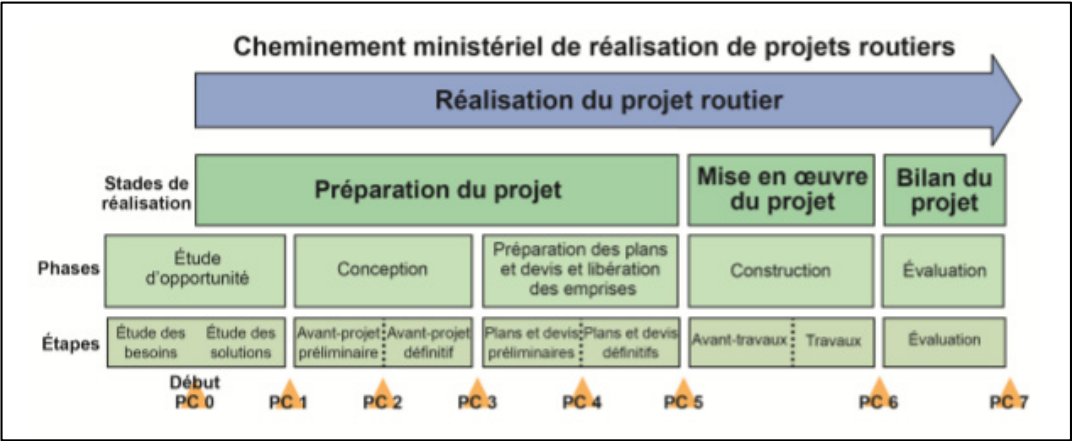 Cheminement ministériel de réalisation de projets routiers
Réalisation du projet routier
Stades de
réalisation
Préparation du projet
Mise en œuvre
du projet
Bilan du
projet
Phases
Étude
d'opportunité
Conception
Préparation des plans
et devis et libération
des emprises
Construction
Évaluation
Étapes
Étude des
besoins
Étude des
solutions
Avant-projet
préliminaire
Avant-projet
définitif
Plans et devis
préliminaires
Plans et devis
définitifs
Avant-travaux
Travaux
Évaluation
Début
PC 0
PC 1
PC 2
PC 3
PC 4
PC 5
PC 6
PC 7